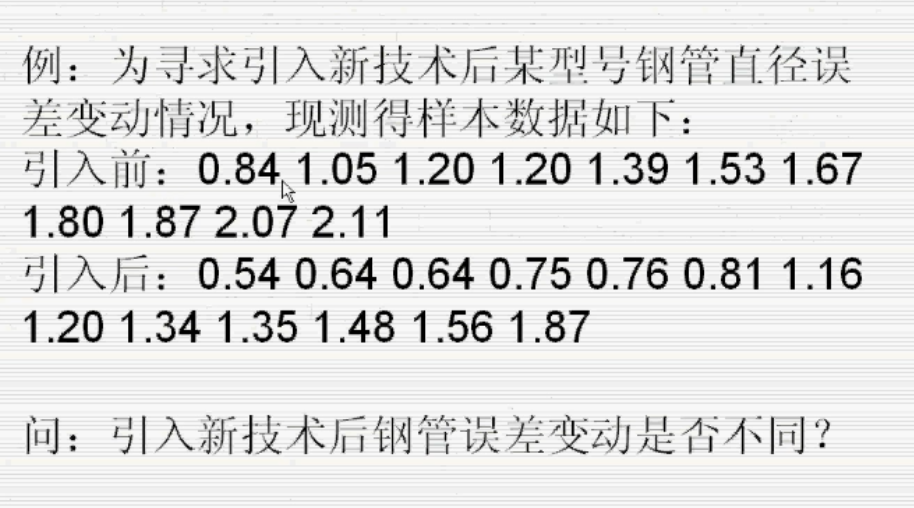 例：为寻求引入新技术后某型号钢管直径误
差变动情况，现测得样本数据如下：
引入前：0.84 1.05 1.20 1.20 1.39 1.53 1.67
1.80 1.87 2.07 2.11
引入后：0.54 0.64 0.64 0.75 0.76 0.81 1.16
1.20 1.34 1.35 1.48 1.56 1.87
问：引入新技术后钢管误差变动是否不同？